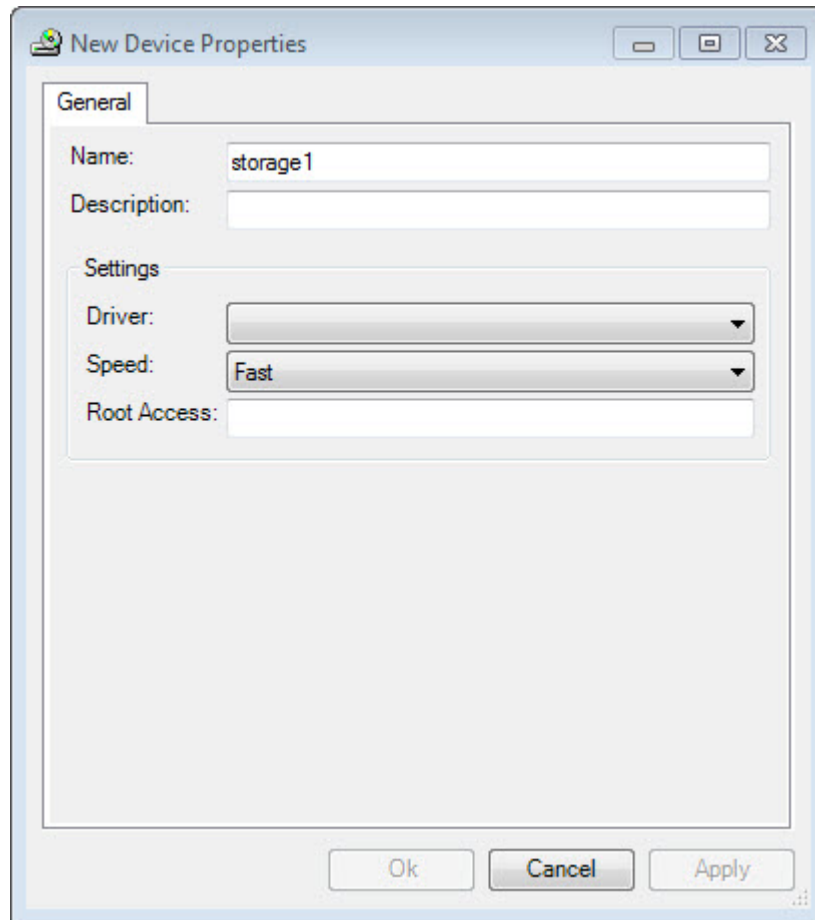 New Device Properties
General
Name: storage1
Description:
Settings
Driver:
Speed: Fast
Root Access:
Ok Cancel Apply